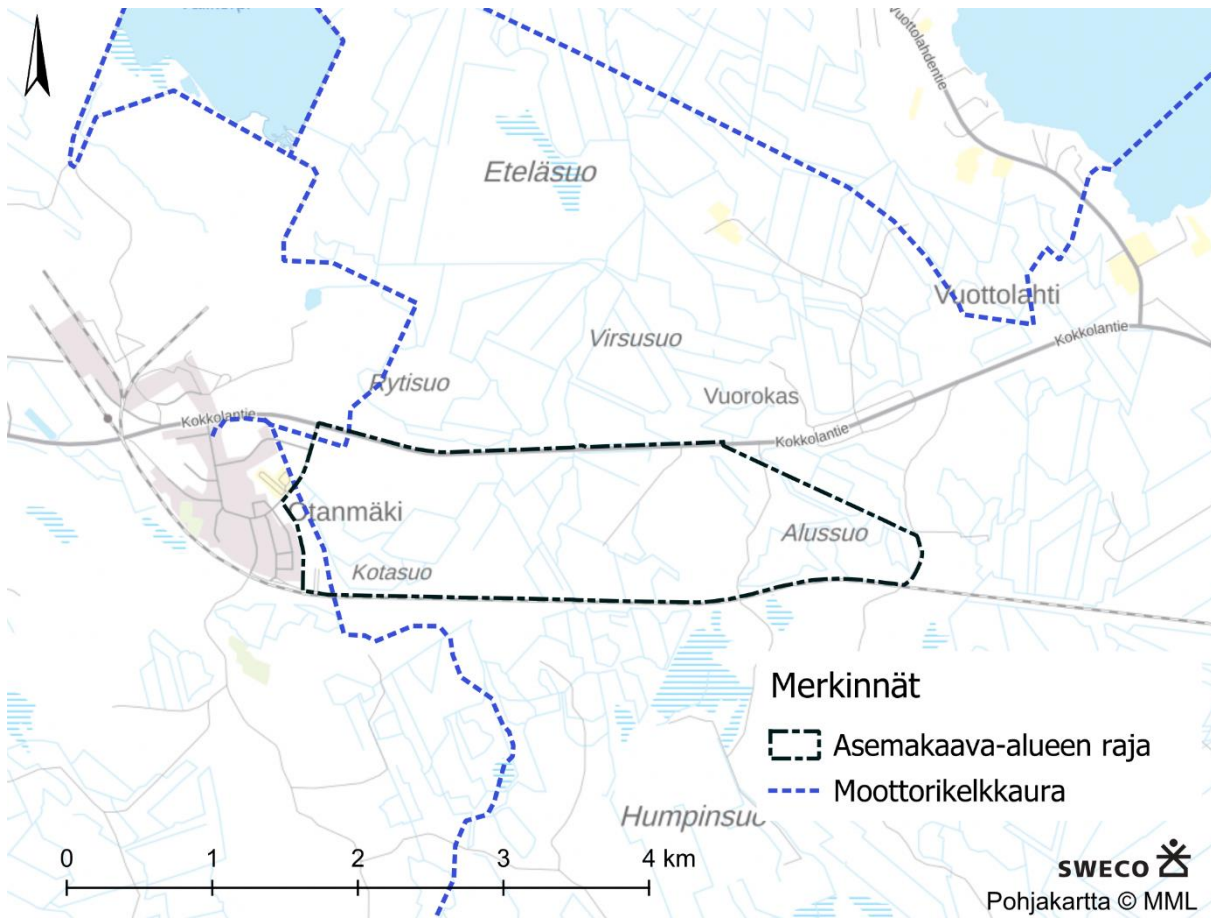 Vuottolahdentie
Eteläsuo
Vuottolahti
Virsusuo
Kokkolantie
Rytisuo
Vuorokas
Kokkolantie
Kokkolantie
Otanmäki
Alussuo
Kotasuo
Merkinnät
Asemakaava-alueen raja
Moottorikelkkaura
Humpinsuo
0 1 2 3 4 km
SWECO
Pohjakartta © MML